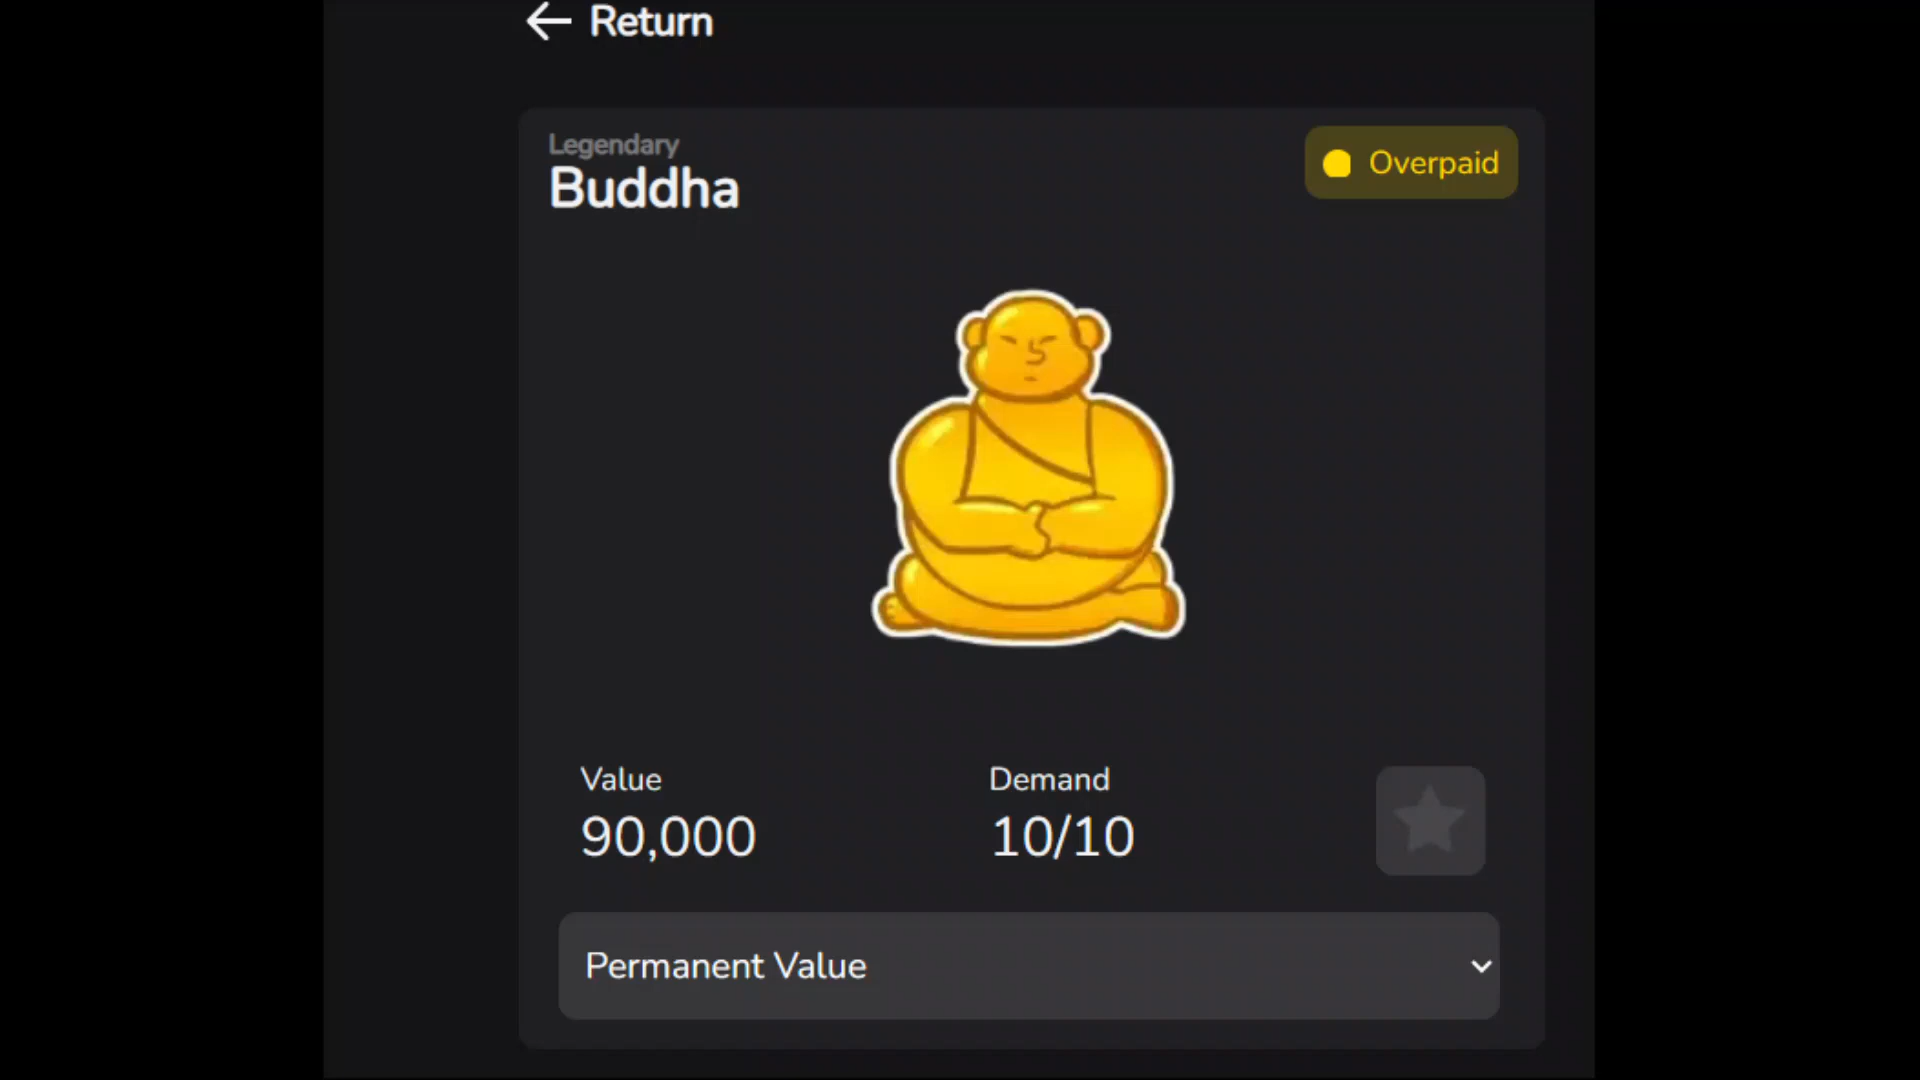 Return
Legendary
Buddha
Overpaid
Value
90,000
Demand
10/10
Permanent Value